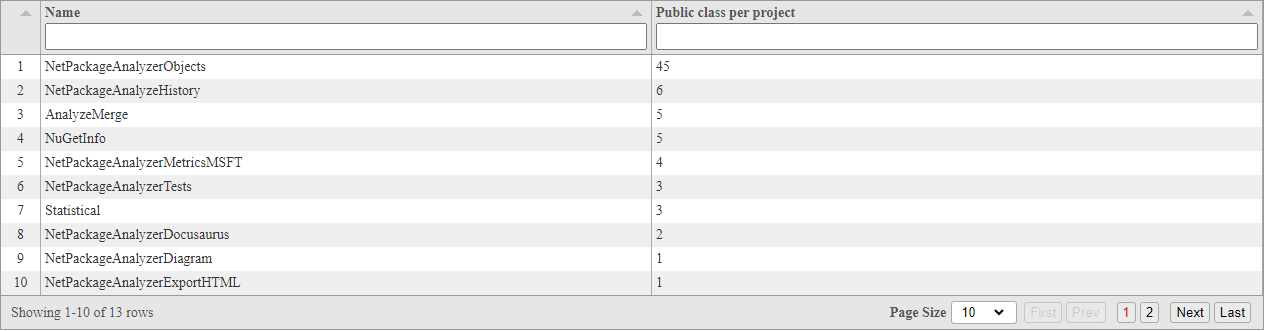 Name Public class per project
1 NetPackageAnalyzerObjects 45
2 NetPackageAnalyzeHistory 6
3 AnalyzeMerge 5
4 NuGetInfo 5
5 NetPackageAnalyzerMetricsMSFT 4
6 NetPackageAnalyzerTests 3
7 Statistical 3
8 NetPackageAnalyzerDocusaurus 2
9 NetPackageAnalyzerDiagram 1
10 NetPackageAnalyzerExportHTML 1
Showing 1-10 of 13 rows Page Size 10 First Prev 1 2 Next Last